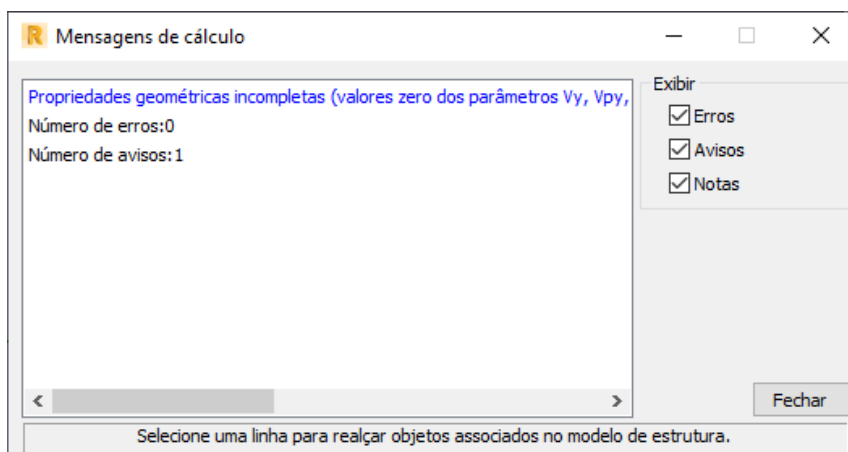 R Mensagens de cálculo
Propriedades geométricas incompletas (valores zero dos parâmetros Vy, Vpy,
Número de erros:0
Número de avisos:1
Exibir
Erros
Avisos
Notas
Fechar
Selecione uma linha para realçar objetos associados no modelo de estrutura.